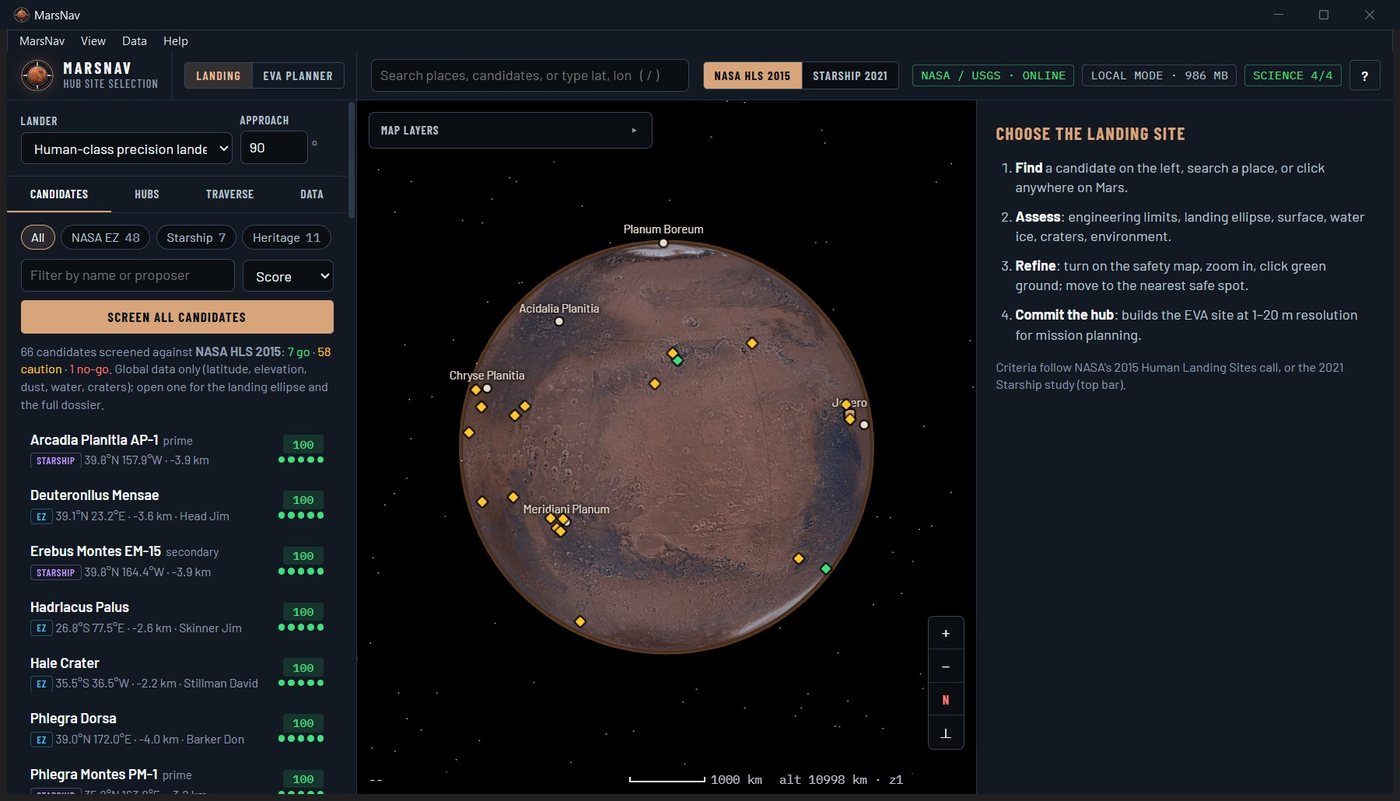 MarsNav
MarsNav View Data Help
MARSNAV
HUB SITE SELECTION
LANDING EVA PLANNER
Search places, candidates, or type lat, lon ( / )
NASA HLS 2015 STARSHIP 2021
NASA / USGS · ONLINE
LOCAL MODE · 986 MB
SCIENCE 4/4
?
LANDER
APPROACH
Human-class precision lande
90 °
CANDIDATES HUBS TRAVERSE DATA
All NASA EZ 48 Starship 7 Heritage 11
Filter by name or proposer
Score
SCREEN ALL CANDIDATES
66 candidates screened against NASA HLS 2015: 7 go · 58
caution · 1 no-go. Global data only (latitude, elevation,
dust, water, craters); open one for the landing ellipse and
the full dossier.
Arcadia Planitia AP-1 prime
100
STARSHIP 39.8°N 157.9°W · -3.9 km
Deuteronilus Mensae
100
EZ 39.1°N 23.2°E · -3.6 km · Head Jim
Erebus Montes EM-15 secondary
100
STARSHIP 39.8°N 164.4°W · -3.9 km
Hadriacus Palus
100
EZ 26.8°S 77.5°E · -2.6 km · Skinner Jim
Hale Crater
100
EZ 35.5°S 36.5°W · -2.2 km · Stillman David
Phlegra Dorsa
100
EZ 39.0°N 172.0°E · -4.0 km · Barker Don
Phlegra Montes PM-1 prime
100
MAP LAYERS ▸
Planum Boreum
Acidalia Planitia
Chryse Planitia
Meridiani Planum
+
−
N
⊥
--
1000 km alt 10998 km · z1
CHOOSE THE LANDING SITE
1. Find a candidate on the left, search a place, or click
anywhere on Mars.
2. Assess: engineering limits, landing ellipse, surface, water
ice, craters, environment.
3. Refine: turn on the safety map, zoom in, click green
ground; move to the nearest safe spot.
4. Commit the hub: builds the EVA site at 1–20 m resolution
for mission planning.
Criteria follow NASA's 2015 Human Landing Sites call, or the 2021
Starship study (top bar).